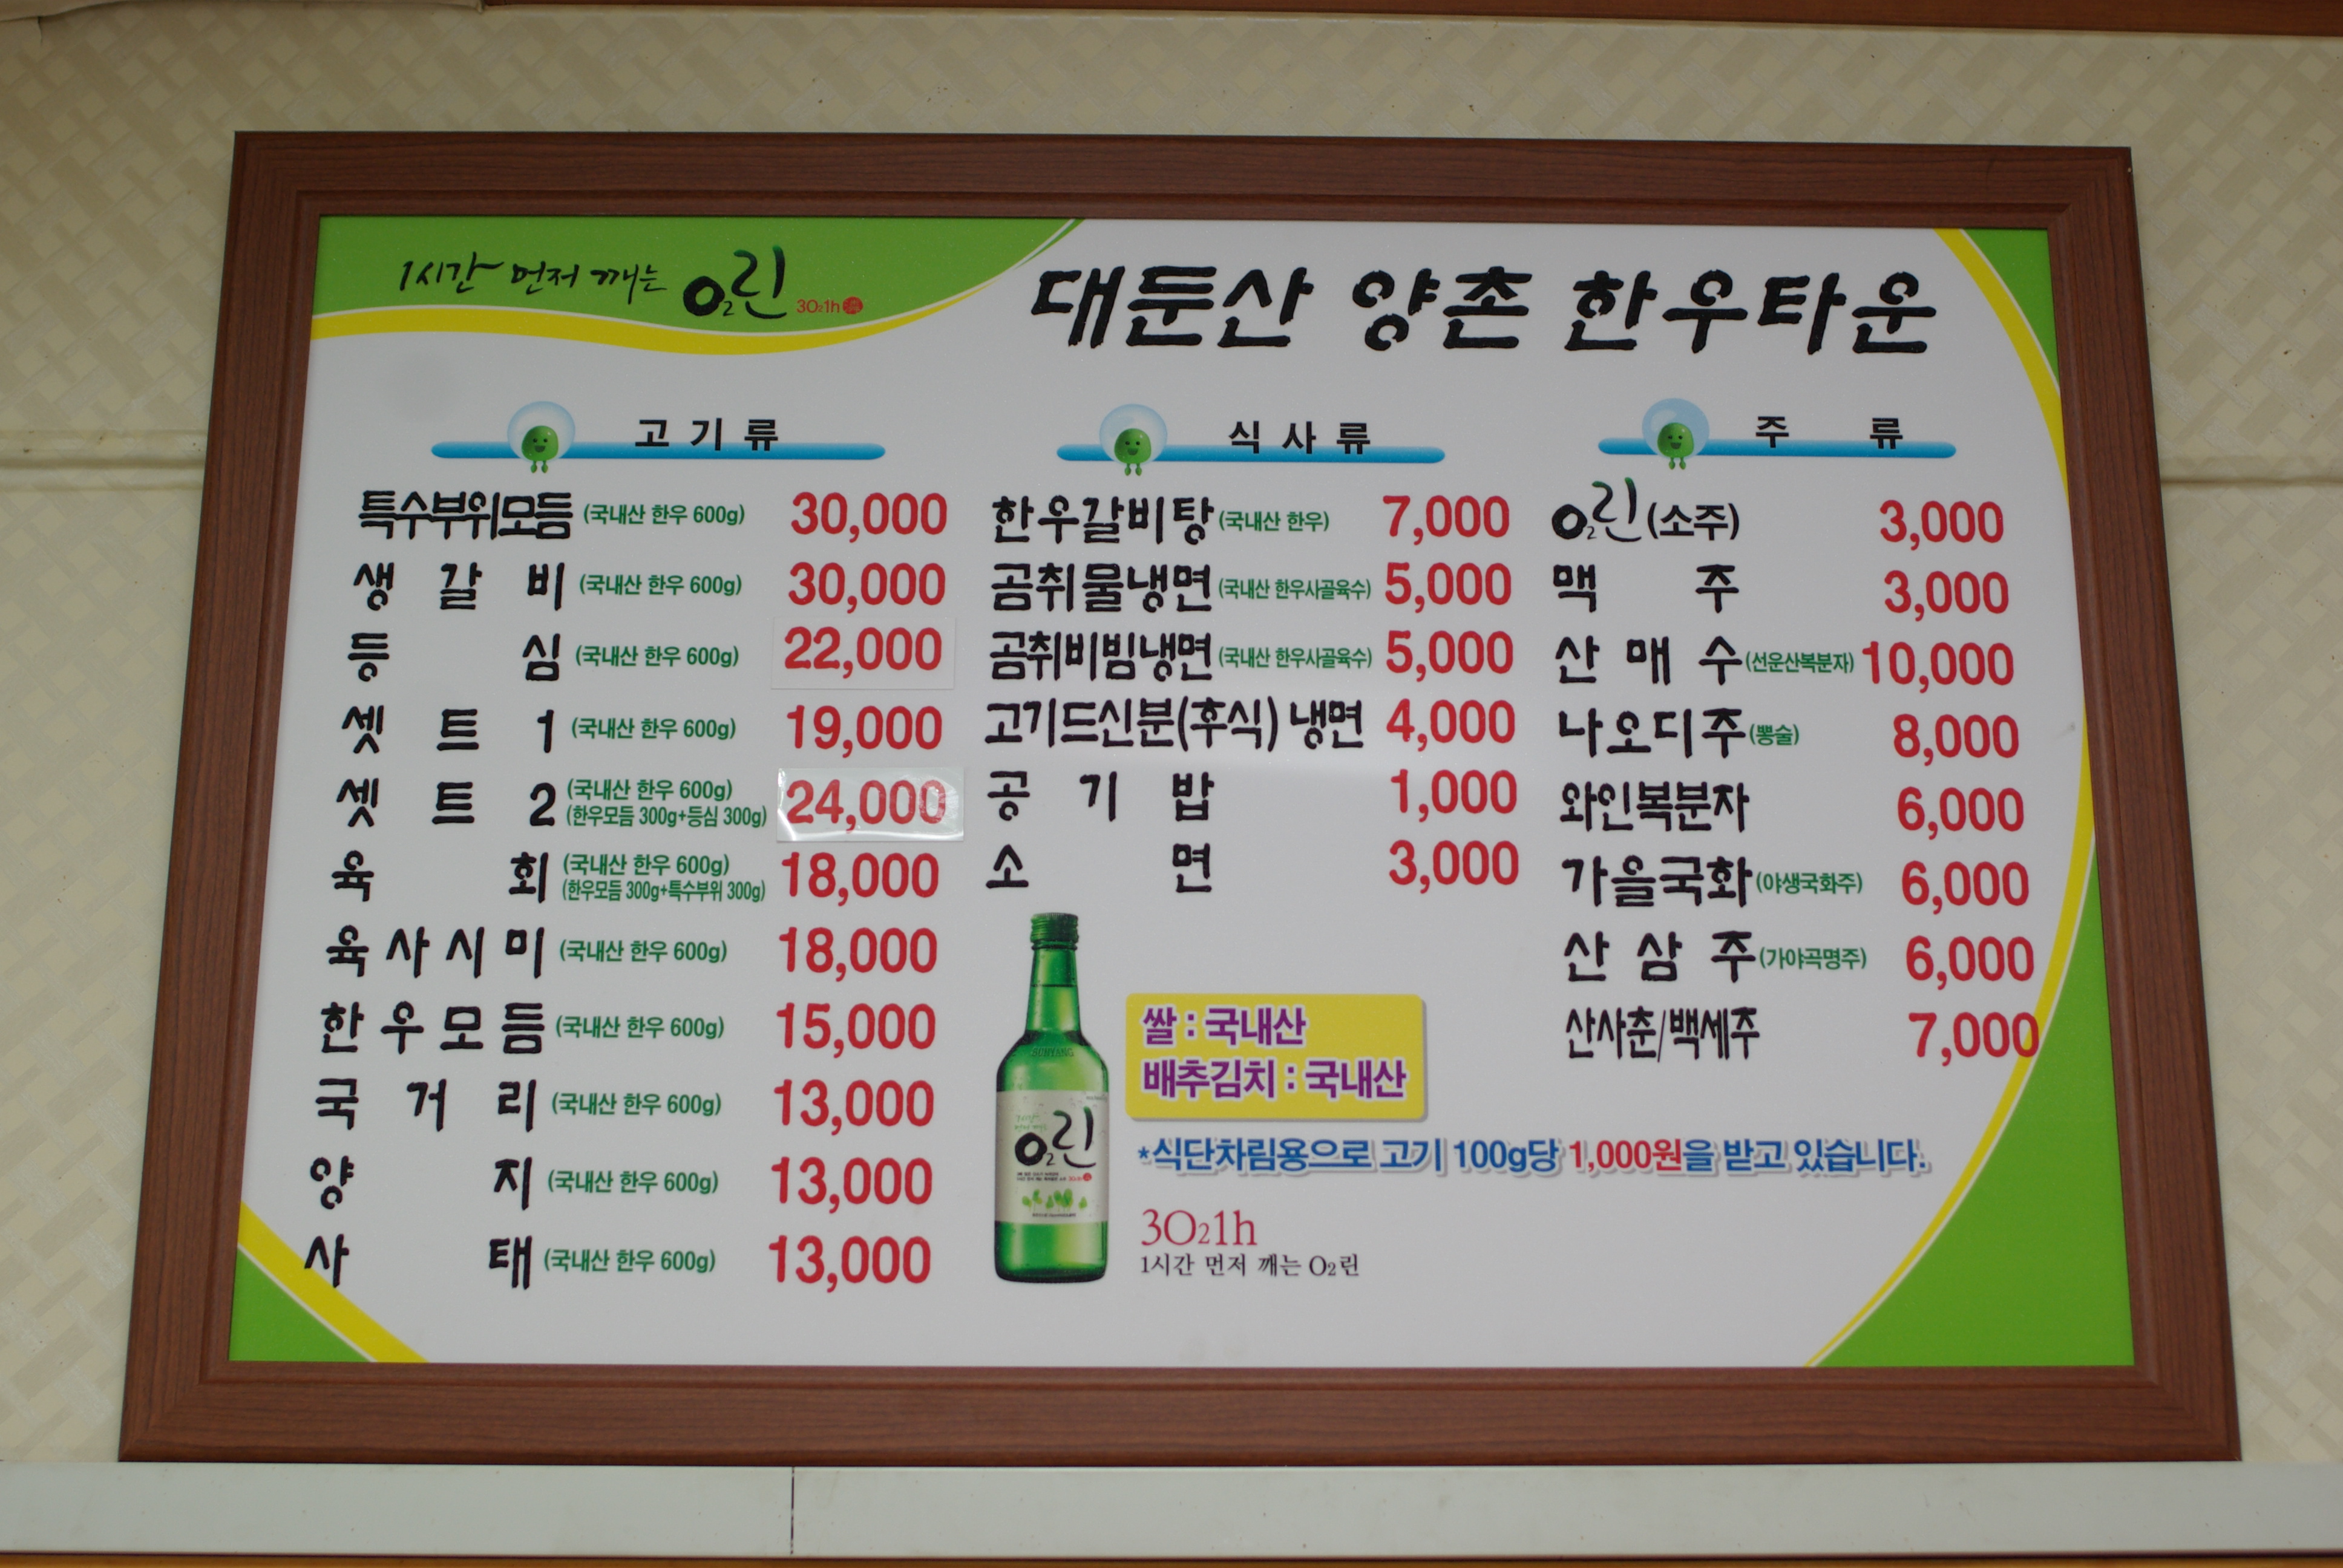 1시간 먼저 깨는 O2린 3O21h
대둔산 양촌 한우타운
고기류
특수부위모듬 (국내산 한우 600g) 30,000
생갈비 (국내산 한우 600g) 30,000
등심 (국내산 한우 600g) 22,000
셋트1 (국내산 한우 600g) 19,000
셋트2 (국내산 한우 600g) (한우모듬 300g+등심 300g) 24,000
육회 (국내산 한우 600g) (한우모듬 300g+특수부위 300g) 18,000
육사시미 (국내산 한우 600g) 18,000
한우모듬 (국내산 한우 600g) 15,000
국거리 (국내산 한우 600g) 13,000
양지 (국내산 한우 600g) 13,000
사태 (국내산 한우 600g) 13,000
식사류
한우갈비탕 (국내산 한우) 7,000
곰취물냉면 (국내산 한우사골육수) 5,000
곰취비빔냉면 (국내산 한우사골육수) 5,000
고기드신분(후식) 냉면 4,000
공기밥 1,000
소면 3,000
주류
O2린 (소주) 3,000
맥주 3,000
산매수 (선운산복분자) 10,000
나오디주 (뽕술) 8,000
와인복분자 6,000
가을국화 (야생국화주) 6,000
산삼주 (가야곡명주) 6,000
산사춘/백세주 7,000
O2린
쌀 : 국내산
배추김치 : 국내산
*식단차림용으로 고기 100g당 1,000원을 받고 있습니다.
3O21h
1시간 먼저 깨는 O2린